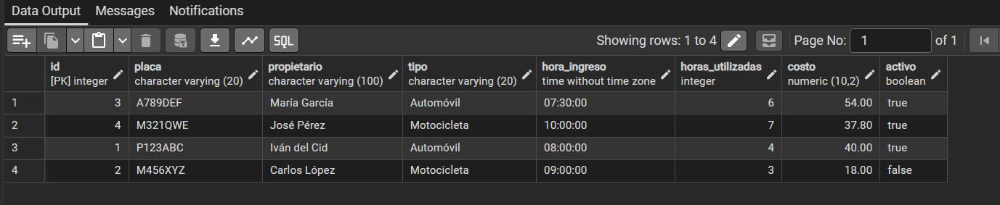 Data Output Messages Notifications
SQL Showing rows: 1 to 4 Page No: 1 of 1
id placa propietario tipo hora_ingreso horas_utilizadas costo activo
[PK] integer character varying (20) character varying (100) character varying (20) time without time zone integer numeric (10,2) boolean
1 3 A789DEF María García Automóvil 07:30:00 6 54.00 true
2 4 M321QWE José Pérez Motocicleta 10:00:00 7 37.80 true
3 1 P123ABC Iván del Cid Automóvil 08:00:00 4 40.00 true
4 2 M456XYZ Carlos López Motocicleta 09:00:00 3 18.00 false